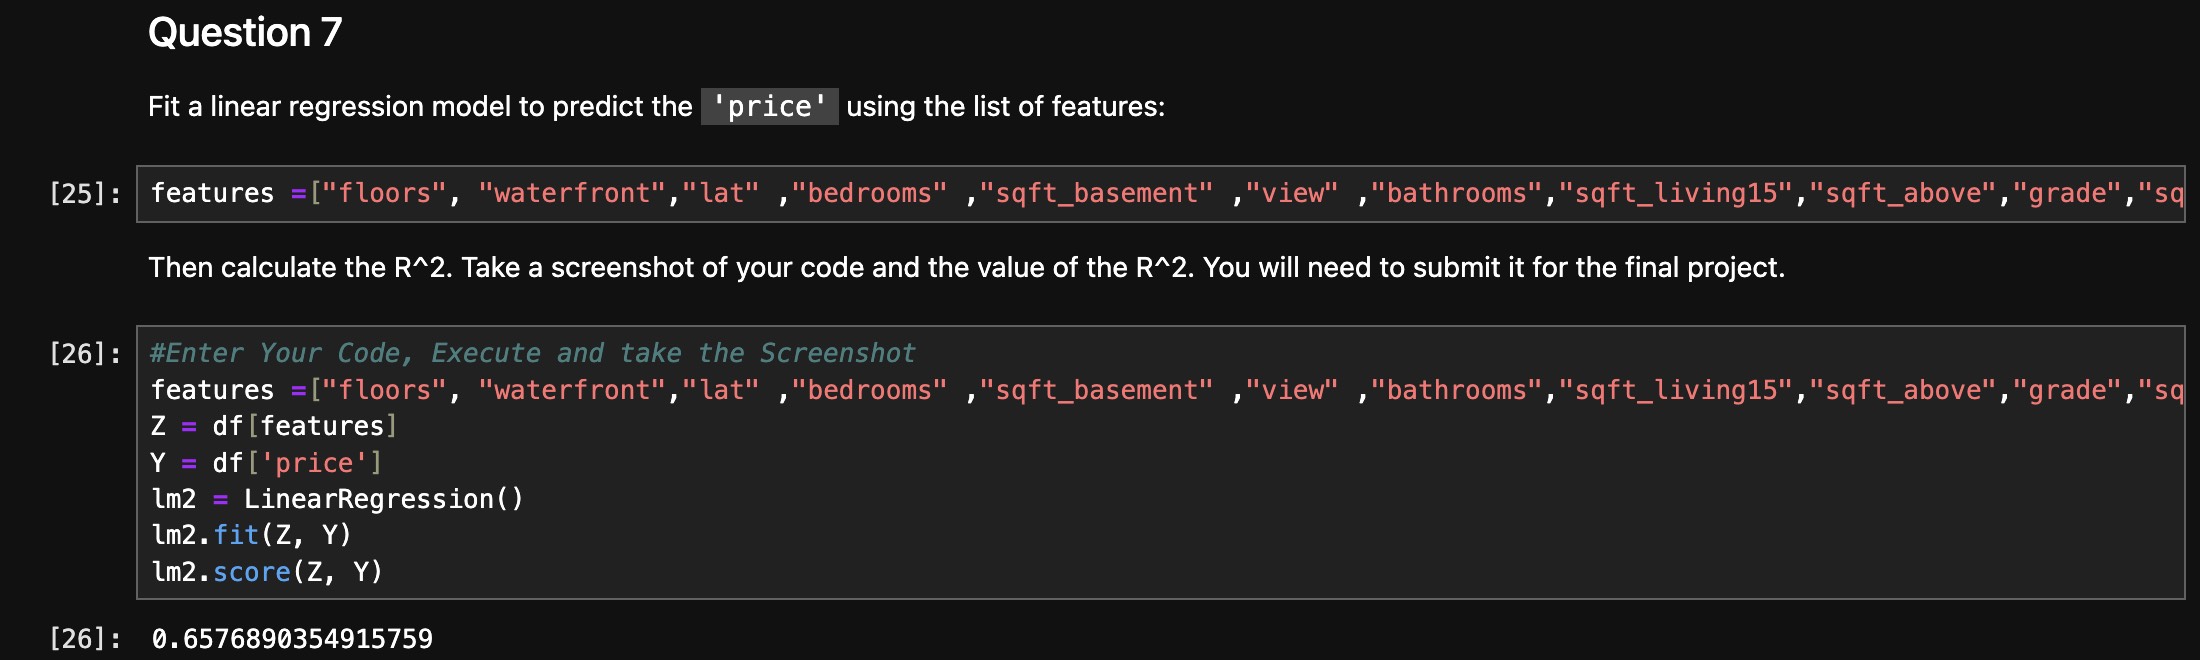 Question 7
Fit a linear regression model to predict the 'price' using the list of features:
[25]: features =["floors", "waterfront","lat" ,"bedrooms" ,"sqft_basement" ,"view" ,"bathrooms","sqft_living15","sqft_above","grade","sq
Then calculate the R^2. Take a screenshot of your code and the value of the R^2. You will need to submit it for the final project.
[26]: #Enter Your Code, Execute and take the Screenshot
features =["floors", "waterfront","lat" ,"bedrooms" ,"sqft_basement" ,"view" ,"bathrooms","sqft_living15","sqft_above","grade","sq
Z = df[features]
Y = df['price']
lm2 = LinearRegression()
lm2.fit(Z, Y)
lm2.score(Z, Y)
[26]: 0.6576890354915759